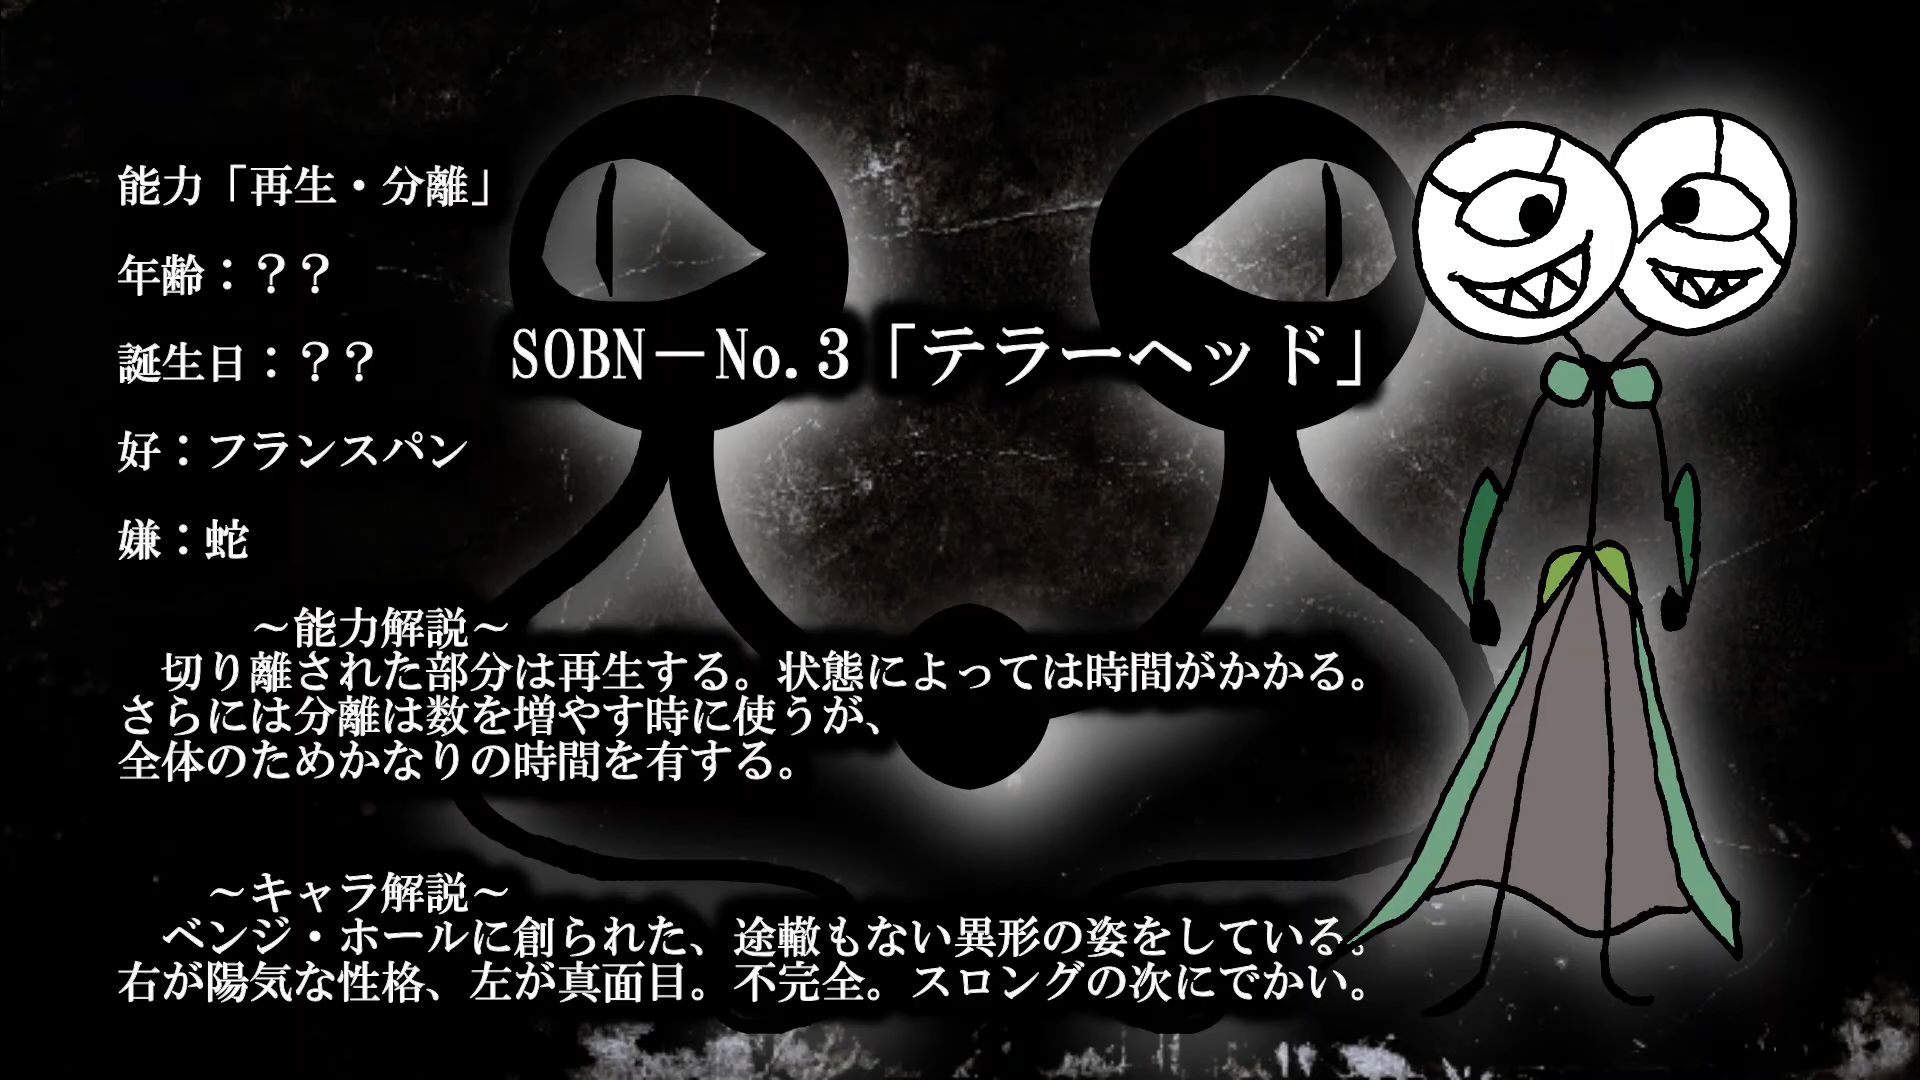 能力「再生・分離」
年齢：？？
誕生日：？？
好：フランスパン
嫌：蛇
SOBN－No.3「テラーヘッド」
～能力解説～
切り離された部分は再生する。状態によっては時間がかかる。
さらには分離は数を増やす時に使うが、
全体のためかなりの時間を有する。
～キャラ解説～
ベンジ・ホールに創られた、途轍もない異形の姿をしている。
右が陽気な性格、左が真面目。不完全。スロングの次にでかい。